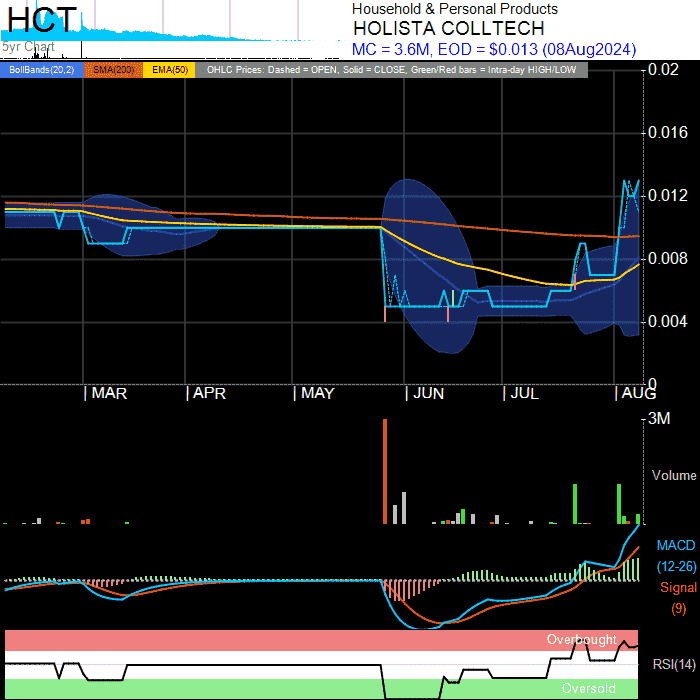 HCT
5yr Chart
Household & Personal Products
HOLISTA COLLTECH
MC = 3.6M, EOD = $0.013 (08Aug2024)
BollBands(20,2) SMA(200) EMA(50) OHLC Prices: Dashed = OPEN, Solid = CLOSE, Green/Red bars = Intra-day HIGH/LOW
0.02
0.016
0.012
0.008
0.004
0
| MAR | APR | MAY | JUN | JUL | AUG
3M
Volume
MACD
(12-26)
Signal
(9)
Overbought
RSI(14)
Oversold